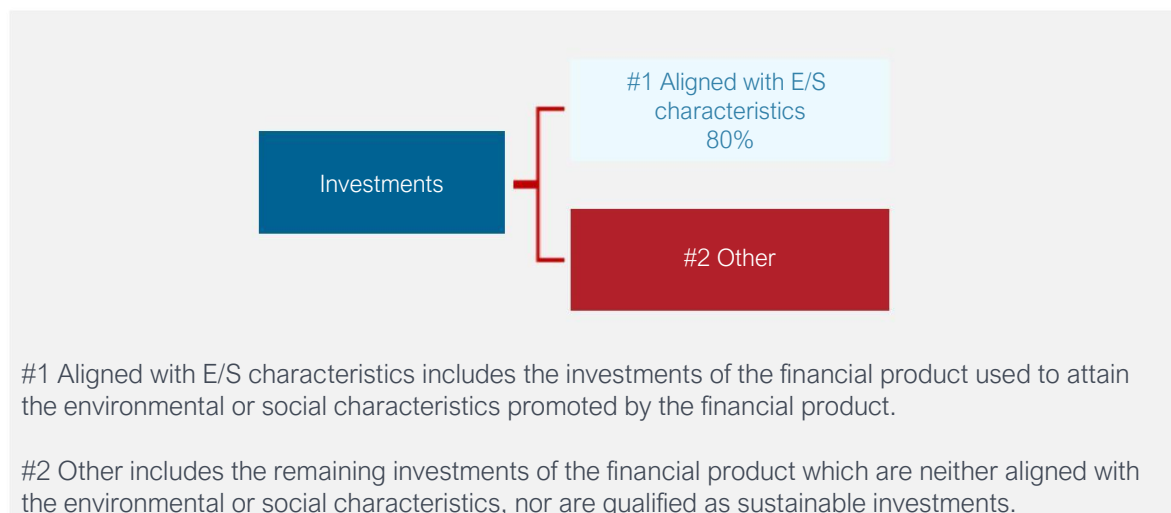 #1 Aligned with E/S
characteristics
80%
Investments
#2 Other
#1 Aligned with E/S characteristics includes the investments of the financial product used to attain
the environmental or social characteristics promoted by the financial product.
#2 Other includes the remaining investments of the financial product which are neither aligned with
the environmental or social characteristics, nor are qualified as sustainable investments.